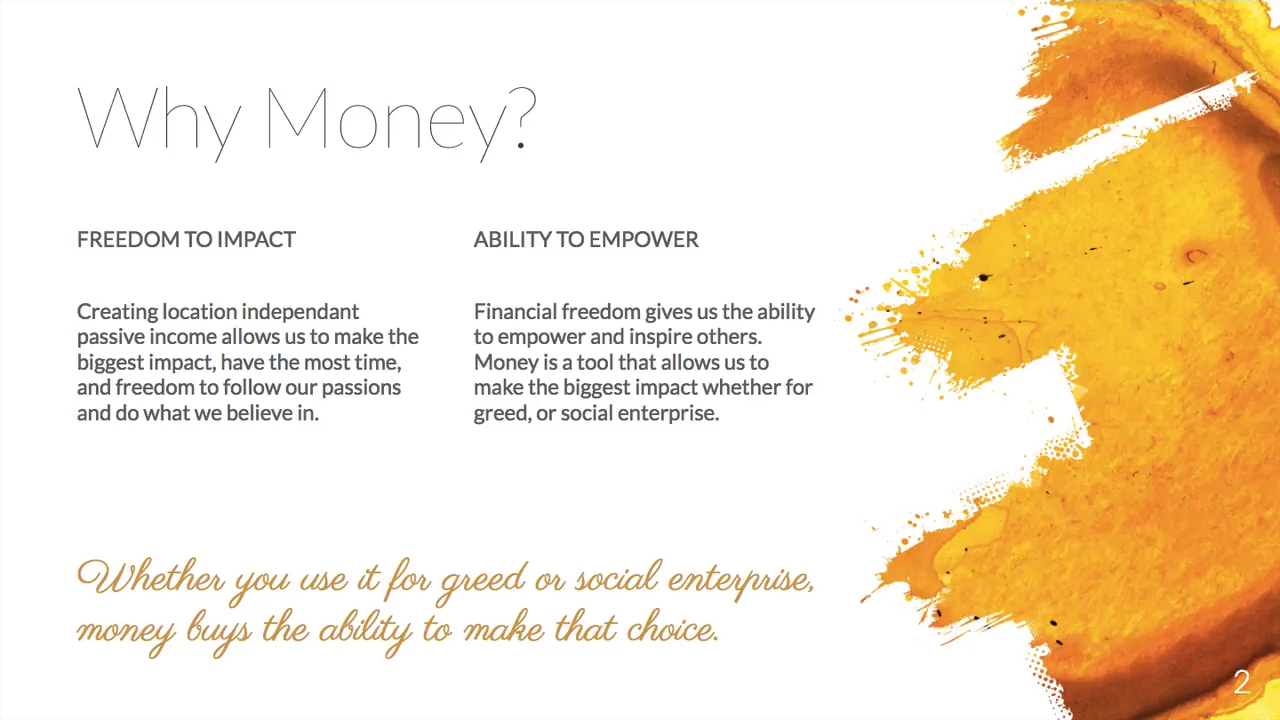 Why Money?
FREEDOM TO IMPACT
Creating location independant
passive income allows us to make the
biggest impact, have the most time,
and freedom to follow our passions
and do what we believe in.
ABILITY TO EMPOWER
Financial freedom gives us the ability
to empower and inspire others.
Money is a tool that allows us to
make the biggest impact whether for
greed, or social enterprise.
Whether you use it for greed or social enterprise,
money buys the ability to make that choice.
2